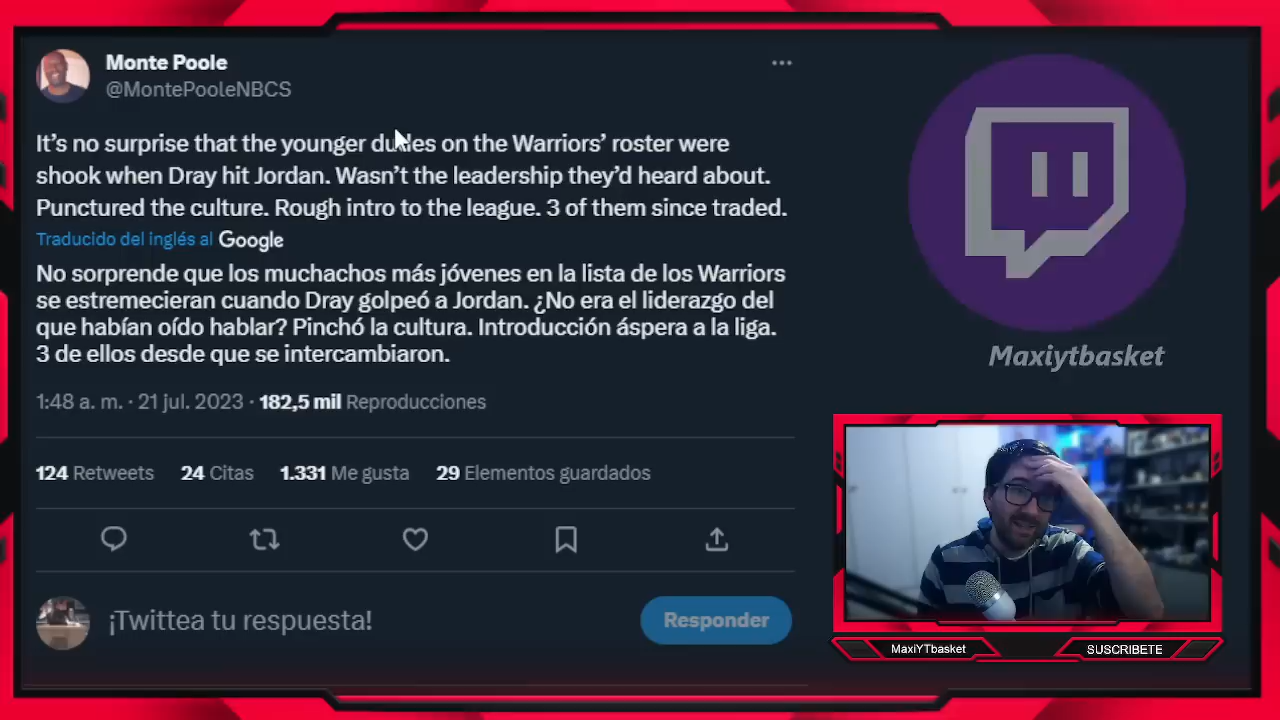 Monte Poole
@MontePooleNBCS
It’s no surprise that the younger dudes on the Warriors’ roster were
shook when Dray hit Jordan. Wasn’t the leadership they’d heard about.
Punctured the culture. Rough intro to the league. 3 of them since traded.
Traducido del inglés al Google
No sorprende que los muchachos más jóvenes en la lista de los Warriors
se estremecieran cuando Dray golpeó a Jordan. ¿No era el liderazgo del
que habían oído hablar? Pinchó la cultura. Introducción áspera a la liga.
3 de ellos desde que se intercambiaron.
1:48 a. m. · 21 jul. 2023 · 182,5 mil Reproducciones
124 Retweets 24 Citas 1.331 Me gusta 29 Elementos guardados
¡Twittea tu respuesta!
Responder
Maxiytbasket
MaxiYTbasket
SUSCRIBETE